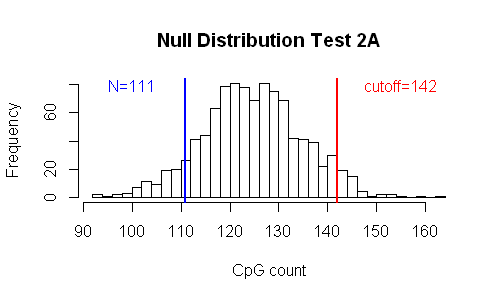 Null Distribution Test 2A
N=111
cutoff=142
Frequency
60
20
0
90 100 110 120 130 140 150 160
CpG count